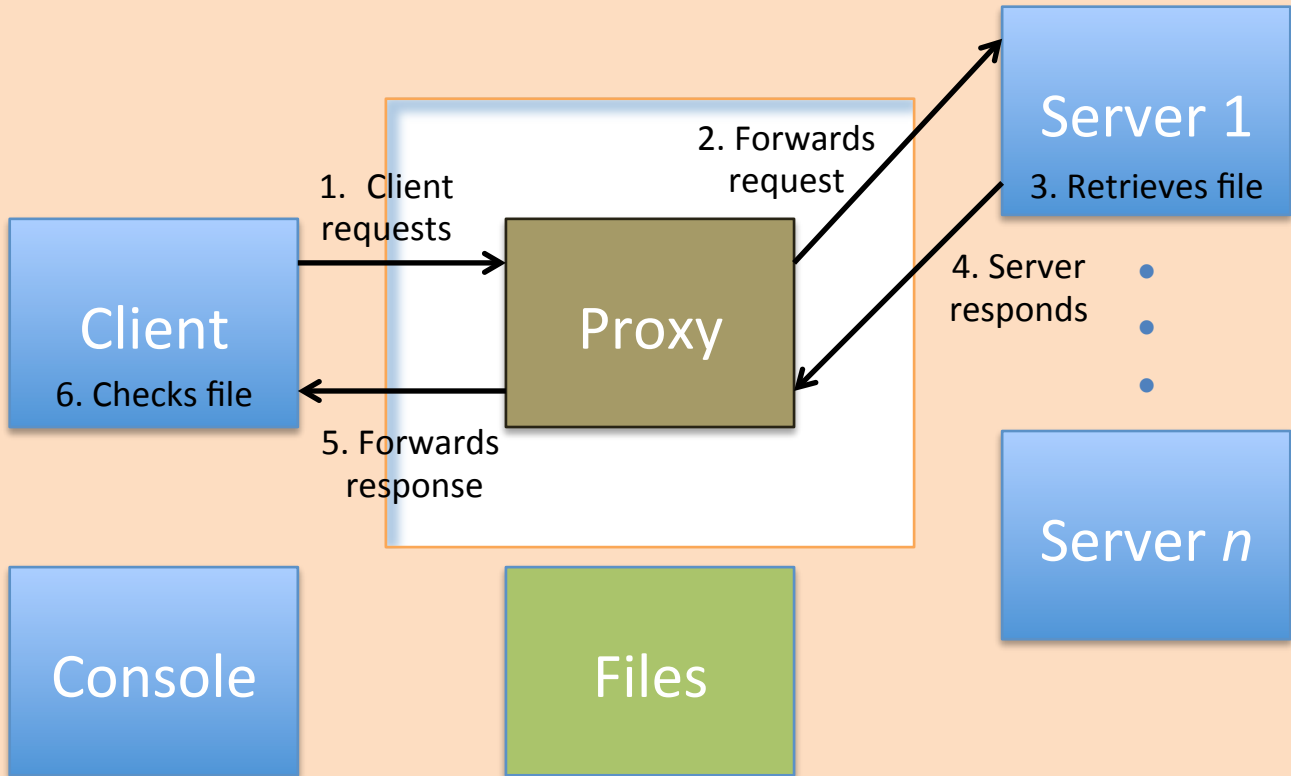 Server 1
3. Retrieves file
2. Forwards
request
1. Client
requests
Client
6. Checks file
Proxy
4. Server
responds
5. Forwards
response
Server n
Console
Files